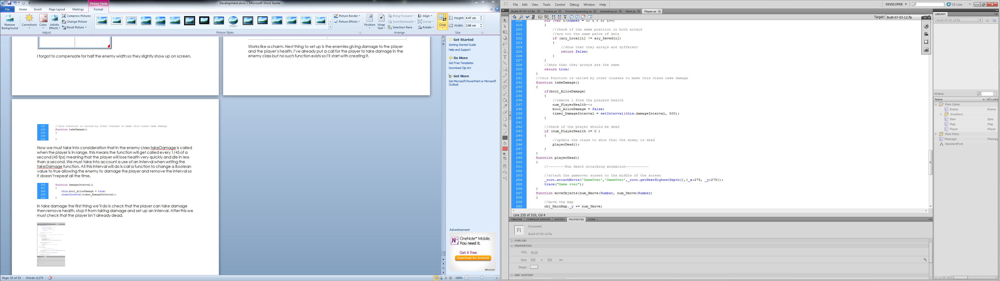 Development.docx - Microsoft Word Starter
Picture Tools
File Home Insert Page Layout Mailings Format
Remove Background
Corrections
Color
Artistic Effects
Compress Pictures
Change Picture
Reset Picture
Adjust
Picture Styles
Picture Border
Picture Effects
Position
Wrap Text
Bring Forward
Send Backward
Selection Pane
Align
Group
Rotate
Arrange
Crop
Height: 4.47 cm
Width: 2.86 cm
Size
I forgot to compensate for half the enemy width so they slightly show up on screen.
Works like a charm. Next thing to set up is the enemies giving damage to the player
and the player's health. I've already put a call for the player to take damage in the
enemy class but no such function exists so I'll start with creating it.
231 //this function is called by other classes to make this class take damage
232 function takeDamage()
233 {
234
235 }
Now we must take into consideration that in the enemy class takeDamage is called
when the player is in range, this means the function will get called every 1/45 of a
second (45 fps) meaning that the player will lose health very quickly and die in less
than a second. We must take into account a use of an interval when writing the
takeDamage function. All this interval will do is call a function to change a Boolean
value to true allowing the enemy to damage the player and remove the interval so
it doesn't repeat all the time.
306 function damageInterval()
307 {
308 this.bool_AllowDamage = true;
309 clearInterval(timer_DamageInterval);
310 }
In take damage the first thing we'll do is check that the player can take damage
then remove health, stop it from taking damage and set up an interval. After this we
must check that the player isn't already dead.
Get Started
Getting Started Guide
Help and Support
Do More
Get Free Templates
Download Clip Art
Get More
Get Microsoft PowerPoint or Microsoft
Outlook
Advertisement
OneNote™ Mobile.
You need it.
Get it free.
Download for Android
Microsoft
Page: 53 of 53 Words: 4,173
100%
Fl File Edit View Tools Control Debug Window Help
DEVELOPER
CS Live
Build-07-03-12.fla Enemy.as EnemySpawning.as Inventory.as Item.as Player.as
Target: Build-07-03-12.fla
218 for (var i:Number = 0; i < 5; i++)
219 {
220 //check if the same position in both arrays
221 //are not the same peice of data
222 if (ary_Local[i] != ary_Saved[i])
223 {
224 //show that they arrays are different
225 return false;
226 }
227 }
228 //show that they arrays are the same
229 return true;
230 }
231 //this function is called by other classes to make this class take damage
232 function takeDamage()
233 {
234 if(bool_AllowDamage)
235 {
236 //remove 1 from the players health
237 num_PlayerHealth--;
238 bool_AllowDamage = false;
239 timer_DamageInterval = setInterval(this.damageInterval, 500);
240 }
241
242 //check if the player should be dead
243 if (num_PlayerHealth <= 0 )
244 {
245 //update the class to show that the enemy is dead
246 playerDead();
247 }
248 }
249 function playerDead()
250 {
251 //--------Run death attacking animation-----------
252
253 //attach the gameover screen to the middle of the screen
254 _root.attachMovie('GameOver','GameOver',_root.getNextHighestDepth(),{_x:275, _y:275});
255 trace("Game over");
256 }
257 function moveObjects(num_Xmove:Number, num_Ymove:Number)
258 {
259 //move the map
260 obj_MainMap._y += num_Ymove;
Line 235 of 310, Col 4
TIMELINE COMPILER ERRORS OUTPUT PROPERTIES SCENE
Fl
Document
Build-07-03-12.fla
PUBLISH
PROPERTIES
FPS: 45.00
Size: 550 x 550 px
Stage:
SWF HISTORY
LIBRARY
Build-07-03-12.fla
69 items
Name AS Linka
Main Game
Enemy Enemy
Inventory
Item Item
Map Map
Player Player
Main Menu
Message Messag
StandardFont